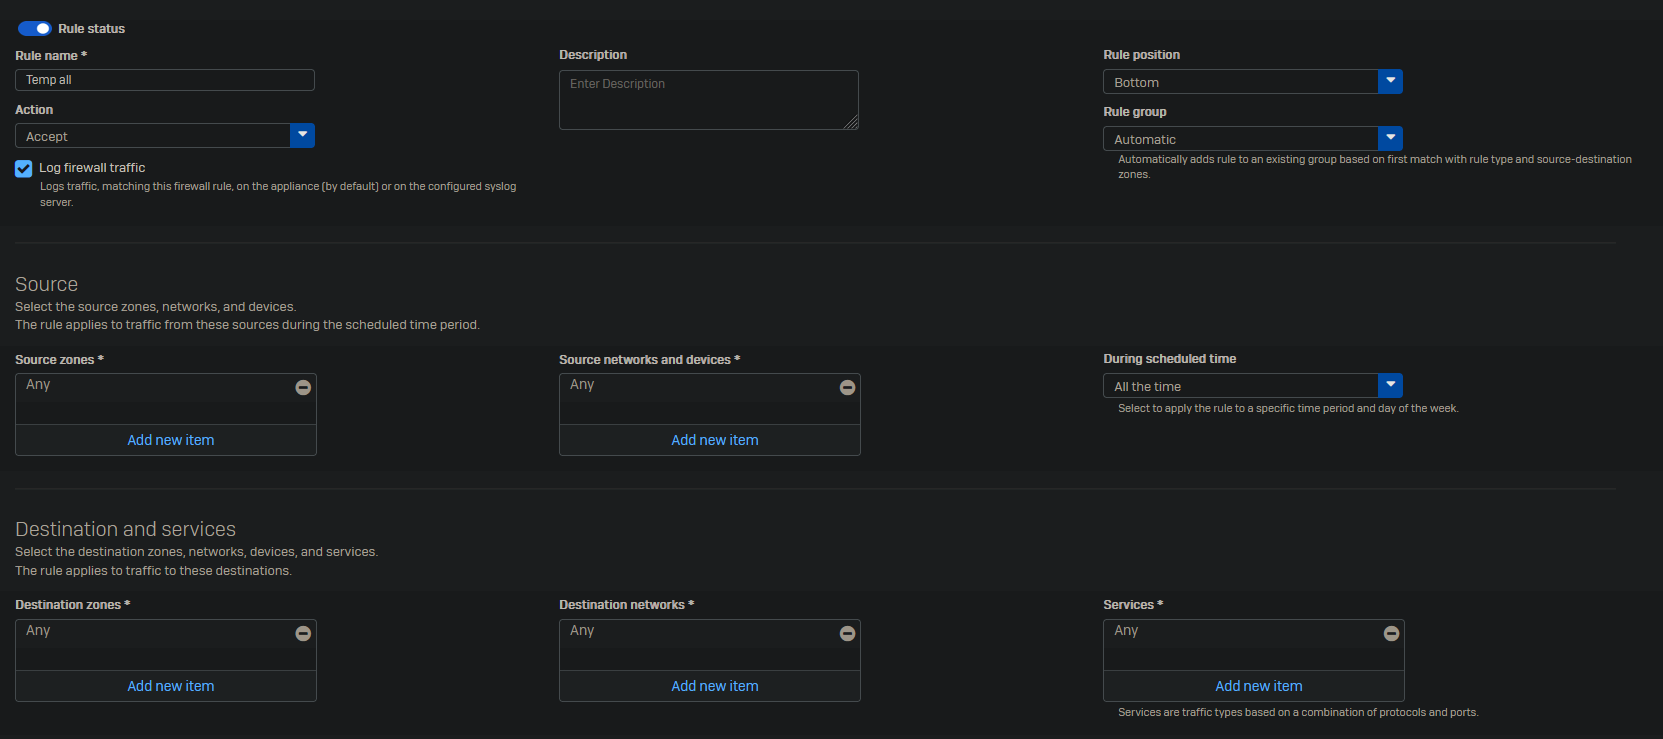 Rule status
Rule name *
Temp all
Description
Enter Description
Rule position
Bottom
Action
Accept
Rule group
Automatic
Automatically adds rule to an existing group based on first match with rule type and source-destination
zones.
Log firewall traffic
Logs traffic, matching this firewall rule, on the appliance (by default) or on the configured syslog
server.
Source
Select the source zones, networks, and devices.
The rule applies to traffic from these sources during the scheduled time period.
Source zones *
Any
Add new item
Source networks and devices *
Any
Add new item
During scheduled time
All the time
Select to apply the rule to a specific time period and day of the week.
Destination and services
Select the destination zones, networks, devices, and services.
The rule applies to traffic to these destinations.
Destination zones *
Any
Add new item
Destination networks *
Any
Add new item
Services *
Any
Add new item
Services are traffic types based on a combination of protocols and ports.